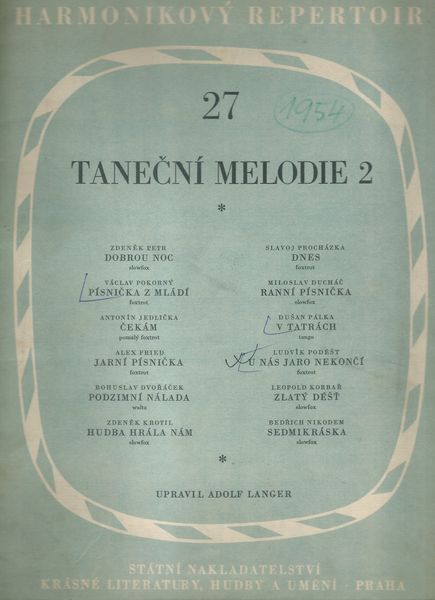 HARMONIKOVÝ REPERTOIR
27
1954
TANEČNÍ MELODIE 2
*
ZDENĚK PETR
DOBROU NOC
slowfox
VÁCLAV POKORNÝ
PÍSNIČKA Z MLÁDÍ
foxtrot
ANTONÍN JEDLIČKA
ČEKÁM
pomalý foxtrot
ALEX FRIED
JARNÍ PÍSNIČKA
foxtrot
BOHUSLAV DVOŘÁČEK
PODZIMNÍ NÁLADA
waltz
ZDENĚK KROTIL
HUDBA HRÁLA NÁM
slowfox
SLAVOJ PROCHÁZKA
DNES
foxtrot
MILOSLAV DUCHÁČ
RANNÍ PÍSNIČKA
slowfox
DUŠAN PÁLKA
V TATRÁCH
tango
LUDVÍK PODÉŠŤ
U NÁS JARO NEKONČÍ
foxtrot
LEOPOLD KORBAŘ
ZLATÝ DÉŠŤ
slowfox
BEDŘICH NIKODEM
SEDMIKRÁSKA
slowfox
*
UPRAVIL ADOLF LANGER
STÁTNÍ NAKLADATELSTVÍ
KRÁSNÉ LITERATURY, HUDBY A UMĚNÍ · PRAHA